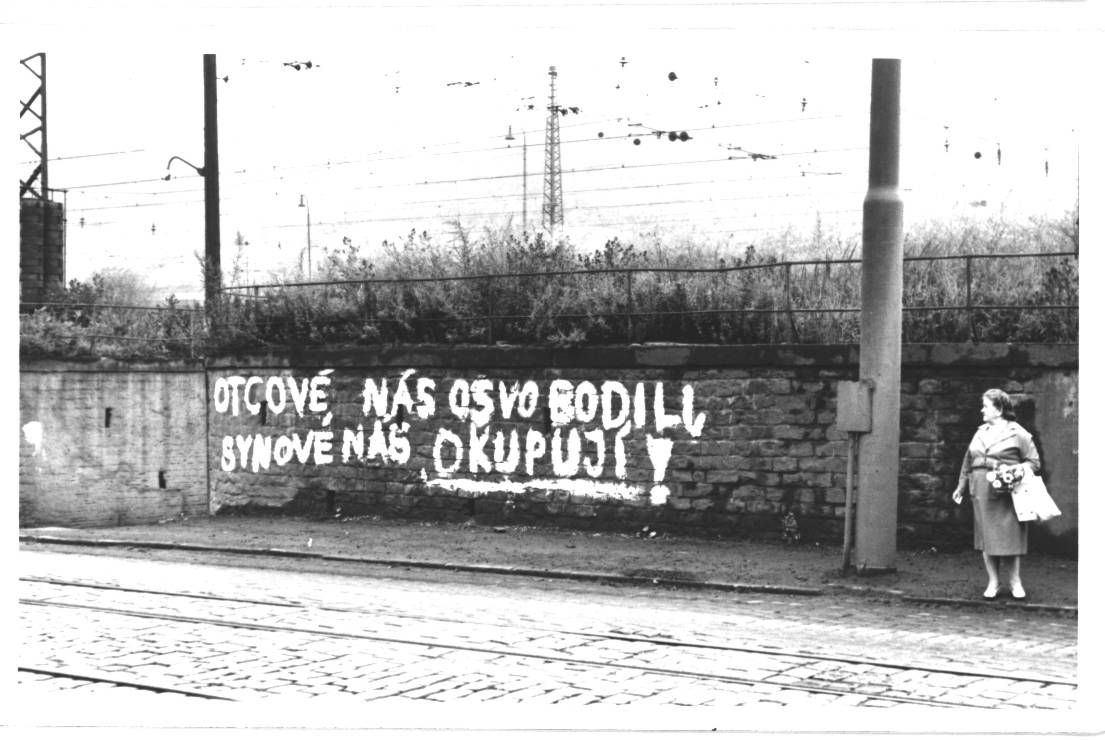 OTCOVÉ NÁS OSVOBODILI,
SYNOVÉ NÁS OKUPUJÍ!